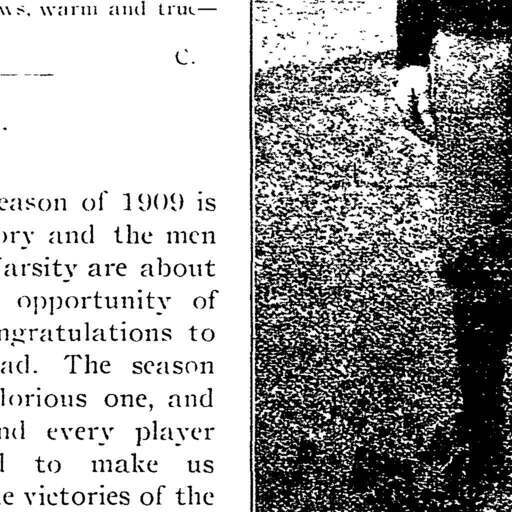 ws, warm and true—
C.
eason of 1909 is
ory and the men
arsity are about
opportunity of
ngratulations to
ad. The season
lorious one, and
nd every player
d to make us
e victories of the